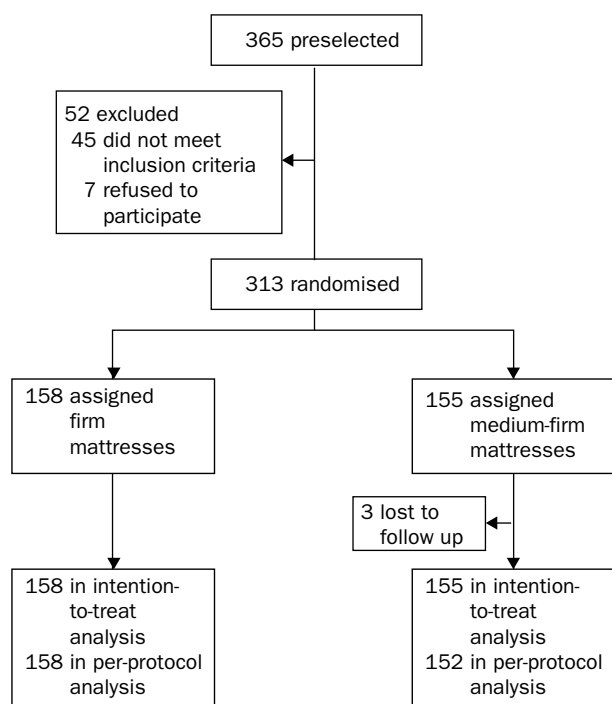 365 preselected
52 excluded
45 did not meet
inclusion criteria
7 refused to
participate
313 randomised
158 assigned
firm
mattresses
155 assigned
medium-firm
mattresses
3 lost to
follow up
158 in intention-
to-treat
analysis
158 in per-protocol
analysis
155 in intention-
to-treat
analysis
152 in per-protocol
analysis